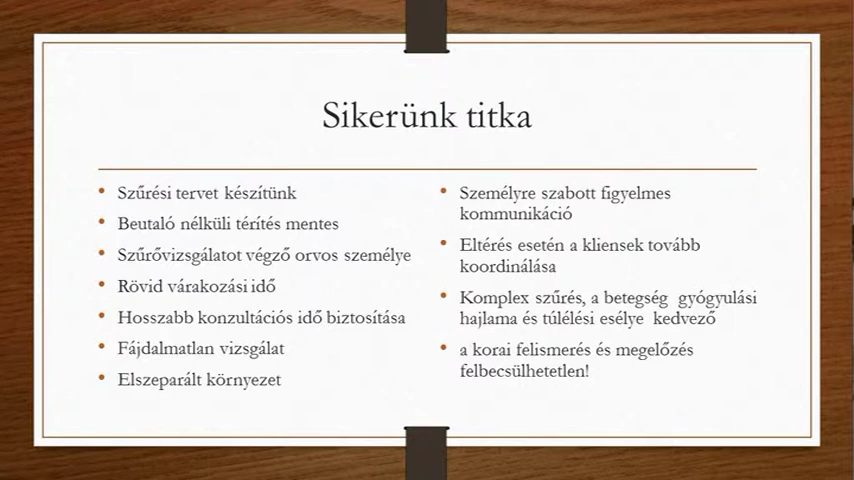 Sikerünk titka
Szűrési tervet készítünk
Beutaló nélküli térítés mentes
Szűrővizsgálatot végző orvos személye
Rövid várakozási idő
Hosszabb konzultációs idő biztosítása
Fájdalmatlan vizsgálat
Elszeparált környezet
Személyre szabott figyelmes
kommunikáció
Eltérés esetén a kliensek tovább
koordinálása
Komplex szűrés, a betegség gyógyulási
hajlama és túlélési esélye kedvező
a korai felismerés és megelőzés
felbecsülhetetlen!